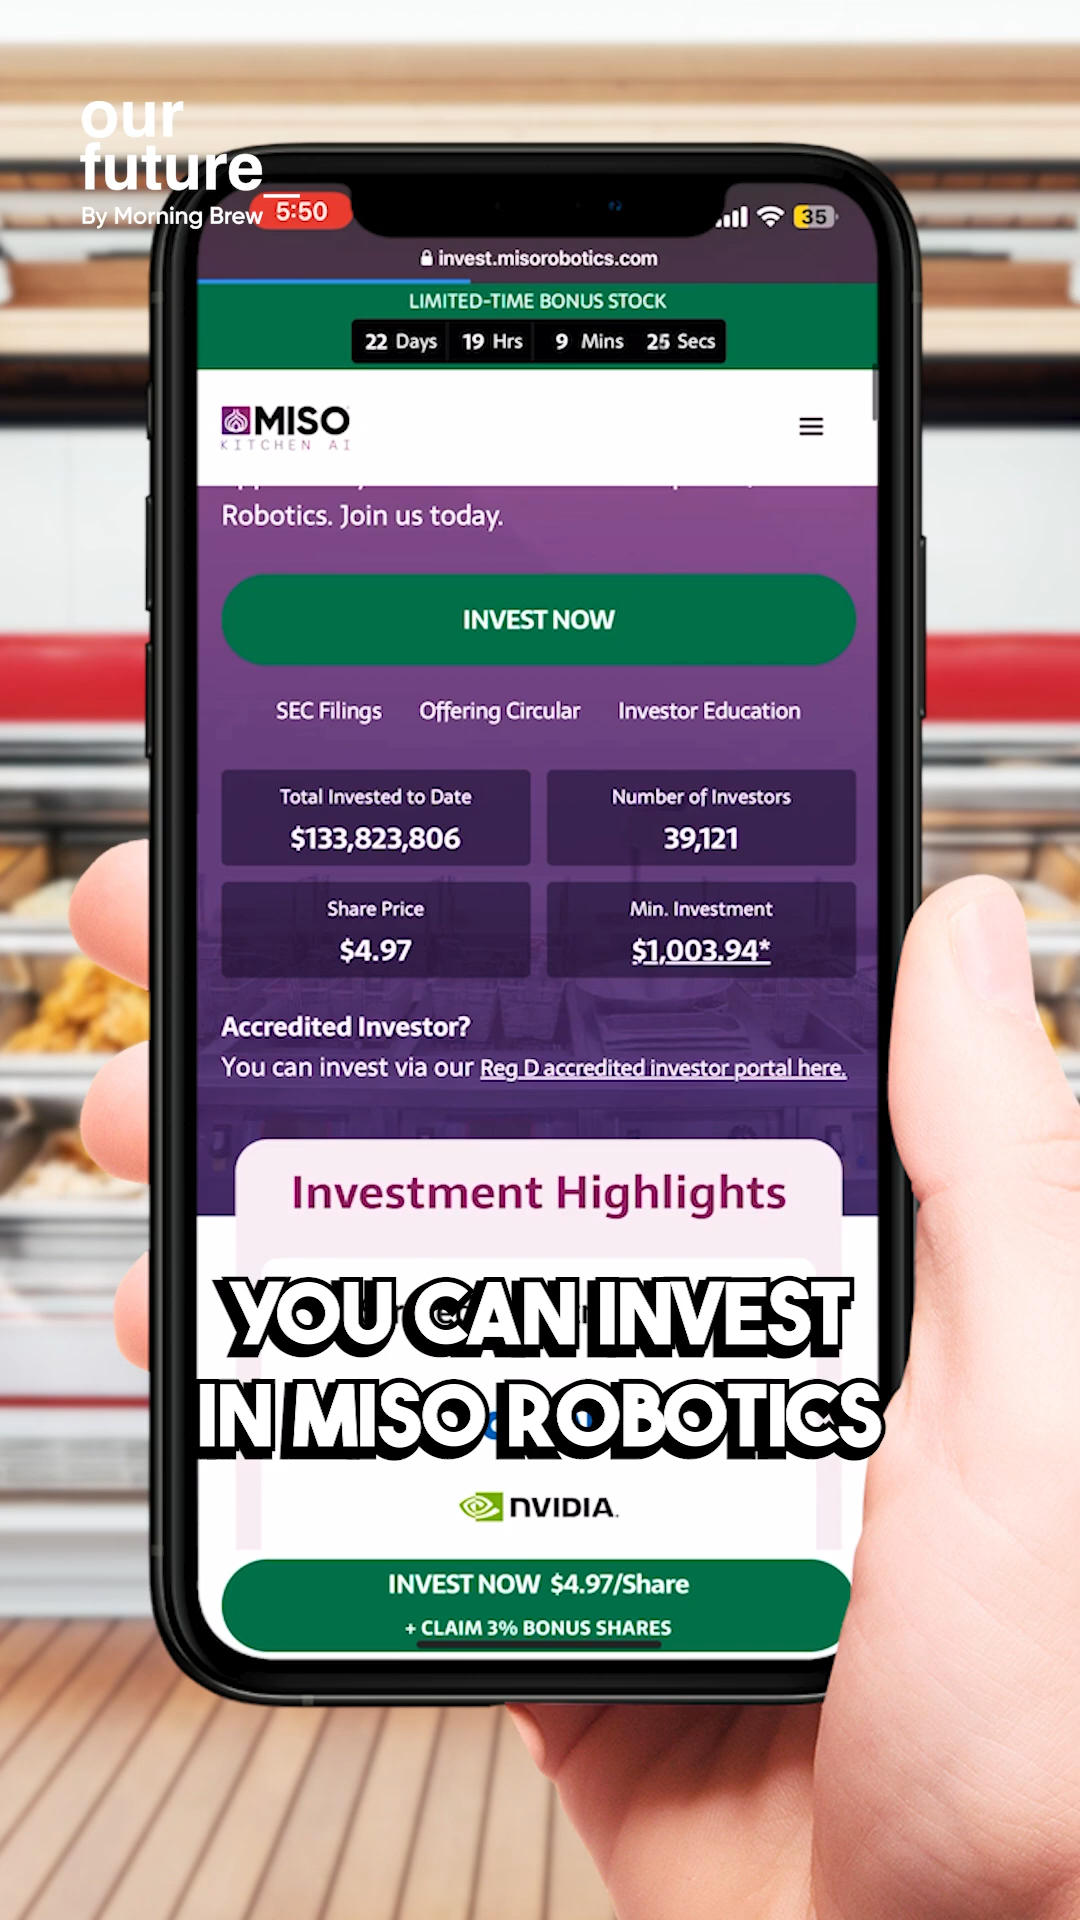 our
future
By Morning Brew
5:50
35
invest.misorobotics.com
LIMITED-TIME BONUS STOCK
22 Days 19 Hrs 9 Mins 25 Secs
MISO
KITCHEN AI
Robotics. Join us today.
INVEST NOW
SEC Filings Offering Circular Investor Education
Total Invested to Date
$133,823,806
Number of Investors
39,121
Share Price
$4.97
Min. Investment
$1,003.94*
Accredited Investor?
You can invest via our Reg D accredited investor portal here.
Investment Highlights
YOU CAN INVEST
IN MISO ROBOTICS
NVIDIA.
INVEST NOW $4.97/Share
+ CLAIM 3% BONUS SHARES